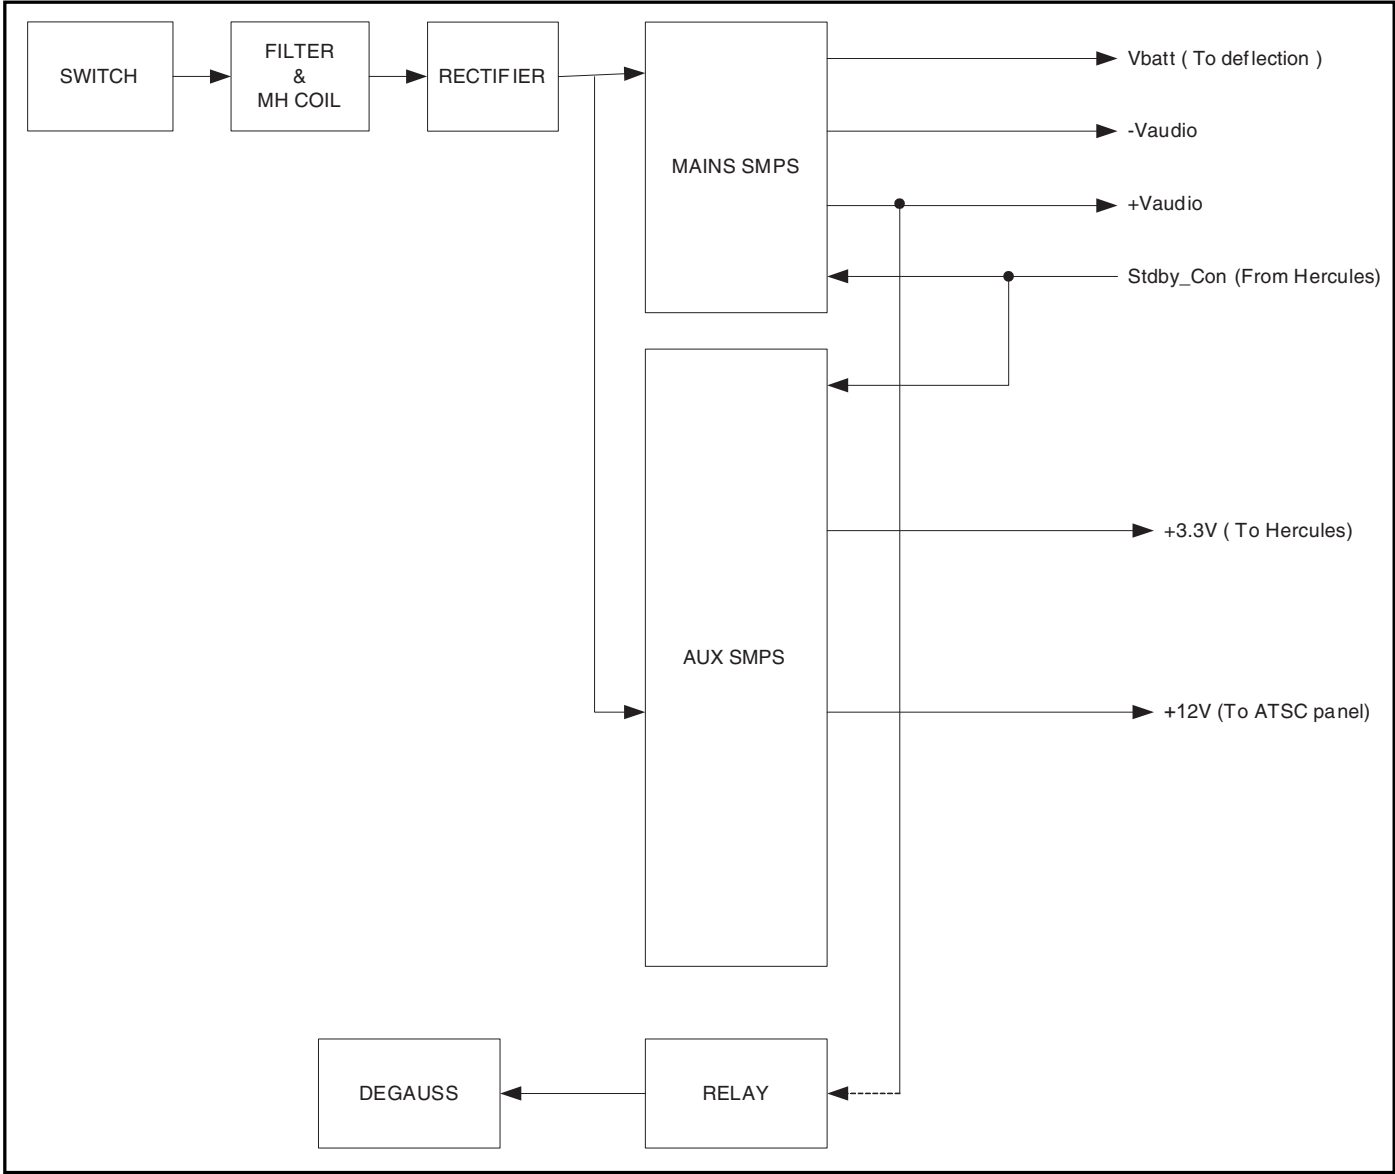 SWITCH
FILTER
&
MH COIL
RECTIFIER
MAINS SMPS
Vbatt ( To deflection )
-Vaudio
+Vaudio
Stdby_Con (From Hercules)
+3.3V ( To Hercules)
AUX SMPS
+12V (To ATSC panel)
DEGAUSS
RELAY